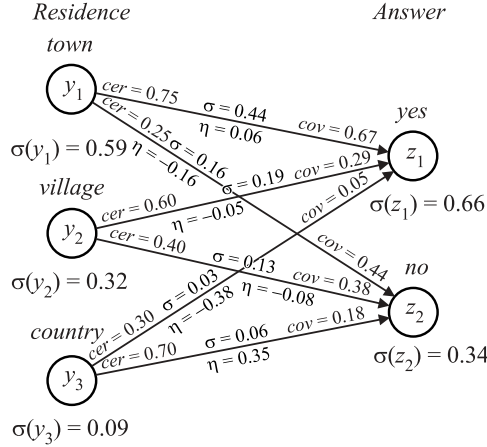 Residence Answer
town
y1
cer = 0.75 σ = 0.44
η = 0.06 cov = 0.67
yes
z1
σ(y1) = 0.59
cer = 0.25 σ = 0.16
η = −0.16 cov = 0.44
σ(z1) = 0.66
village
y2
cer = 0.60 σ = 0.19 cov = 0.29
η = −0.05
cer = 0.40 σ = 0.13 cov = 0.38
η = −0.08
σ(y2) = 0.32
no
z2
σ(z2) = 0.34
country
y3
cer = 0.30 σ = 0.03 cov = 0.05
η = −0.38
cer = 0.70 σ = 0.06 cov = 0.18
η = 0.35
σ(y3) = 0.09